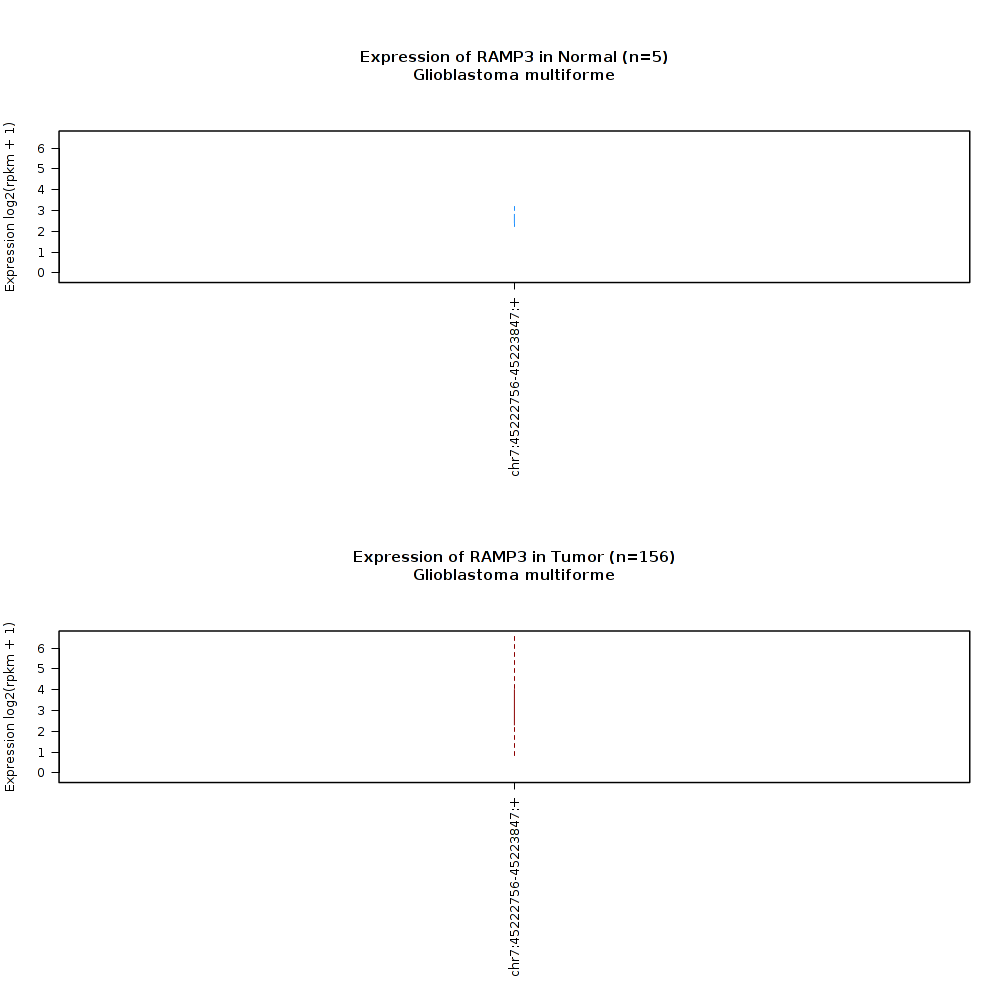 Expression of RAMP3 in Normal (n=5)
Glioblastoma multiforme
Expression log2(rpkm + 1)
6
5
4
3
2
1
0
chr7:45222756-45223847:+
Expression of RAMP3 in Tumor (n=156)
Glioblastoma multiforme
Expression log2(rpkm + 1)
6
5
4
3
2
1
0
chr7:45222756-45223847:+